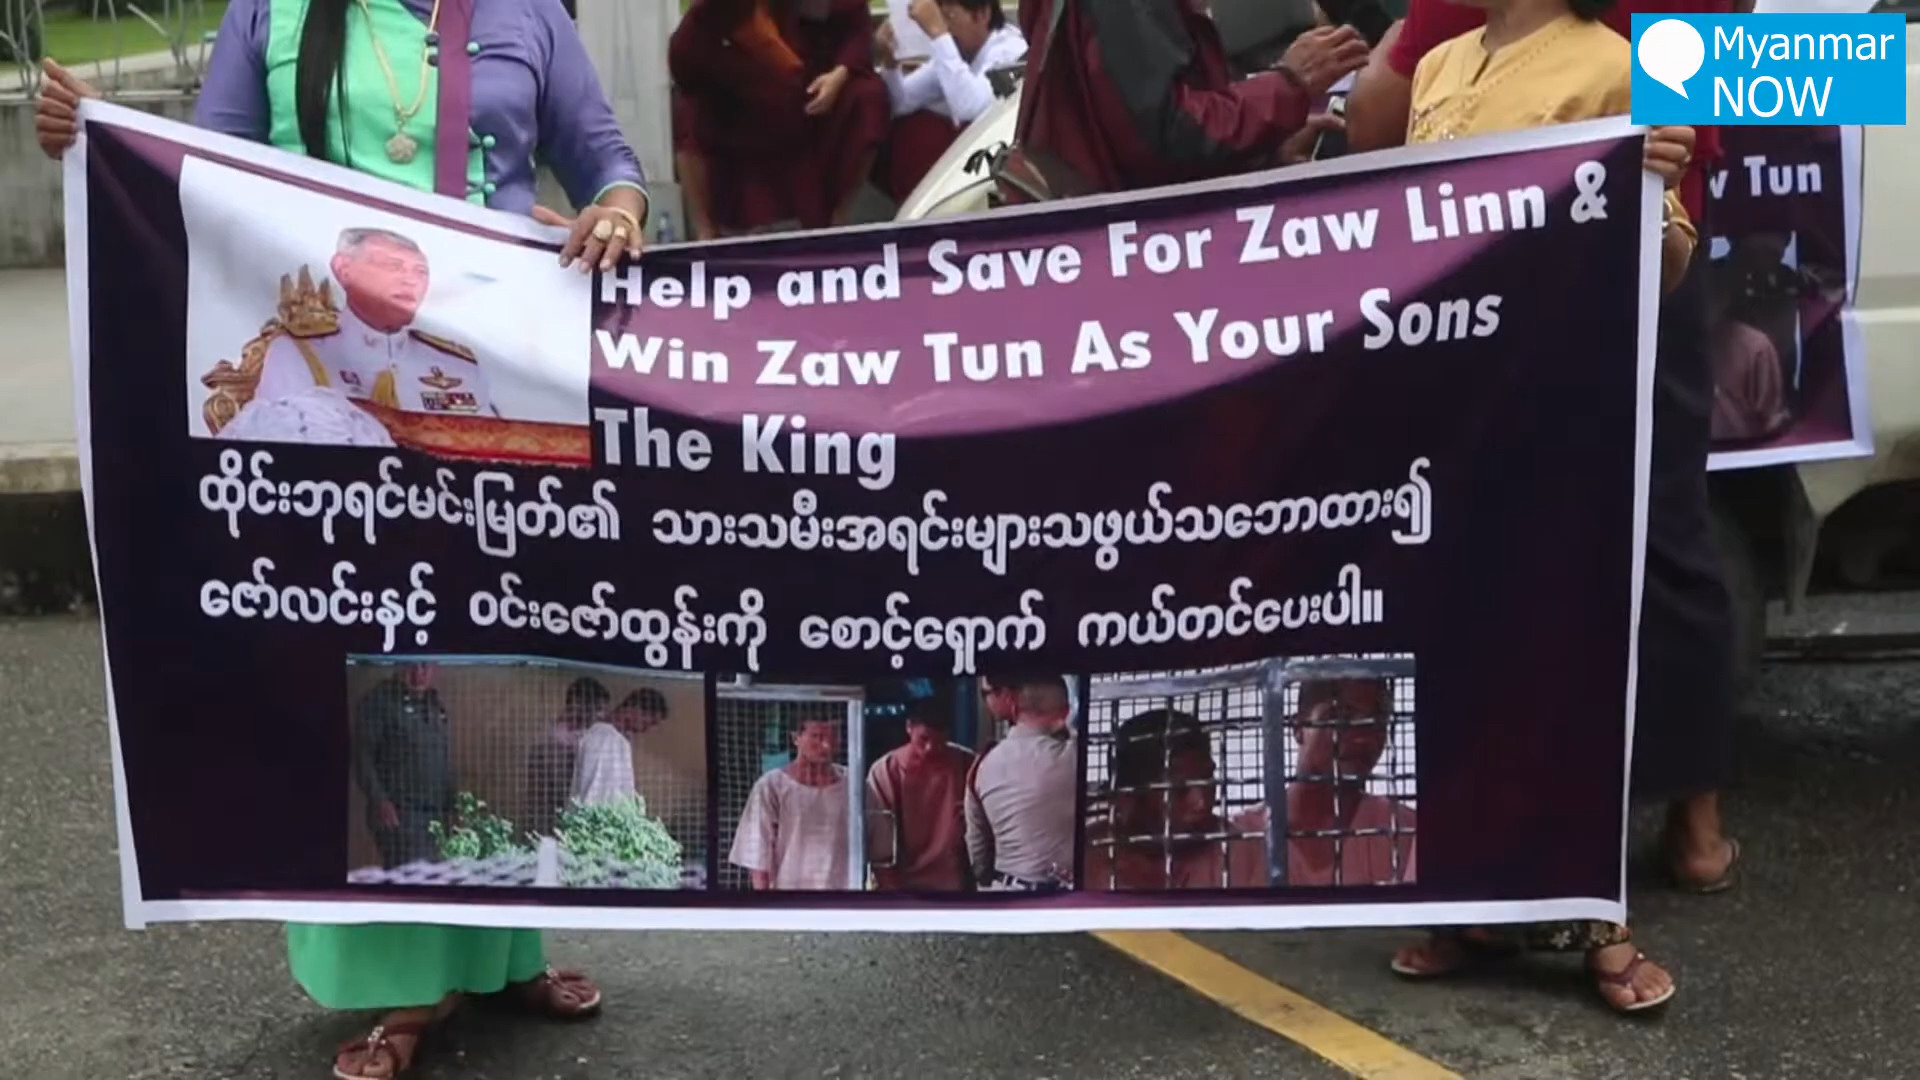 Myanmar
NOW
w Tun
Help and Save For Zaw Linn &
Win Zaw Tun As Your Sons
The King
ထိုင်းဘုရင်မင်းမြတ်၏ သားသမီးအရင်းများသဖွယ်သဘောထား၍
ဇော်လင်းနှင့် ဝင်းဇော်ထွန်းကို စောင့်ရှောက် ကယ်တင်ပေးပါ။